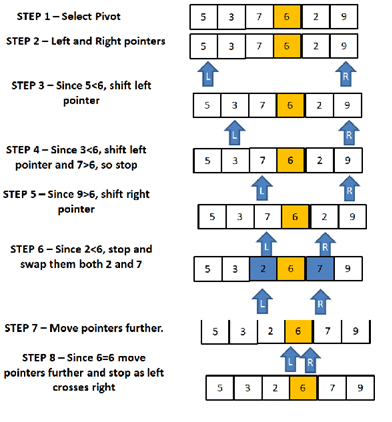 STEP 1 – Select Pivot
5 3 7 6 2 9
STEP 2 – Left and Right pointers
5 3 7 6 2 9
L R
STEP 3 – Since 5<6, shift left
pointer
5 3 7 6 2 9
L R
STEP 4 – Since 3<6, shift left
pointer and 7>6, so stop
5 3 7 6 2 9
L R
STEP 5 – Since 9>6, shift right
pointer
5 3 7 6 2 9
L R
STEP 6 – Since 2<6, stop and
swap them both 2 and 7
5 3 2 6 7 9
L R
STEP 7 – Move pointers further.
5 3 2 6 7 9
L R
STEP 8 – Since 6=6 move
pointers further and stop as left
crosses right
5 3 2 6 7 9